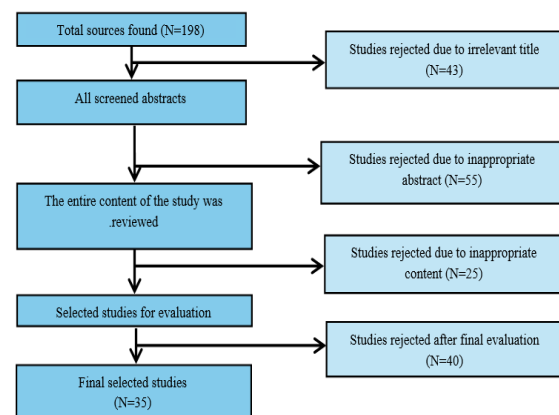 Total sources found (N=198)
Studies rejected due to irrelevant title
(N=43)
All screened abstracts
Studies rejected due to inappropriate
abstract (N=55)
The entire content of the study was
.reviewed
Studies rejected due to inappropriate
content (N=25)
Selected studies for evaluation
Studies rejected after final evaluation
(N=40)
Final selected studies
(N=35)